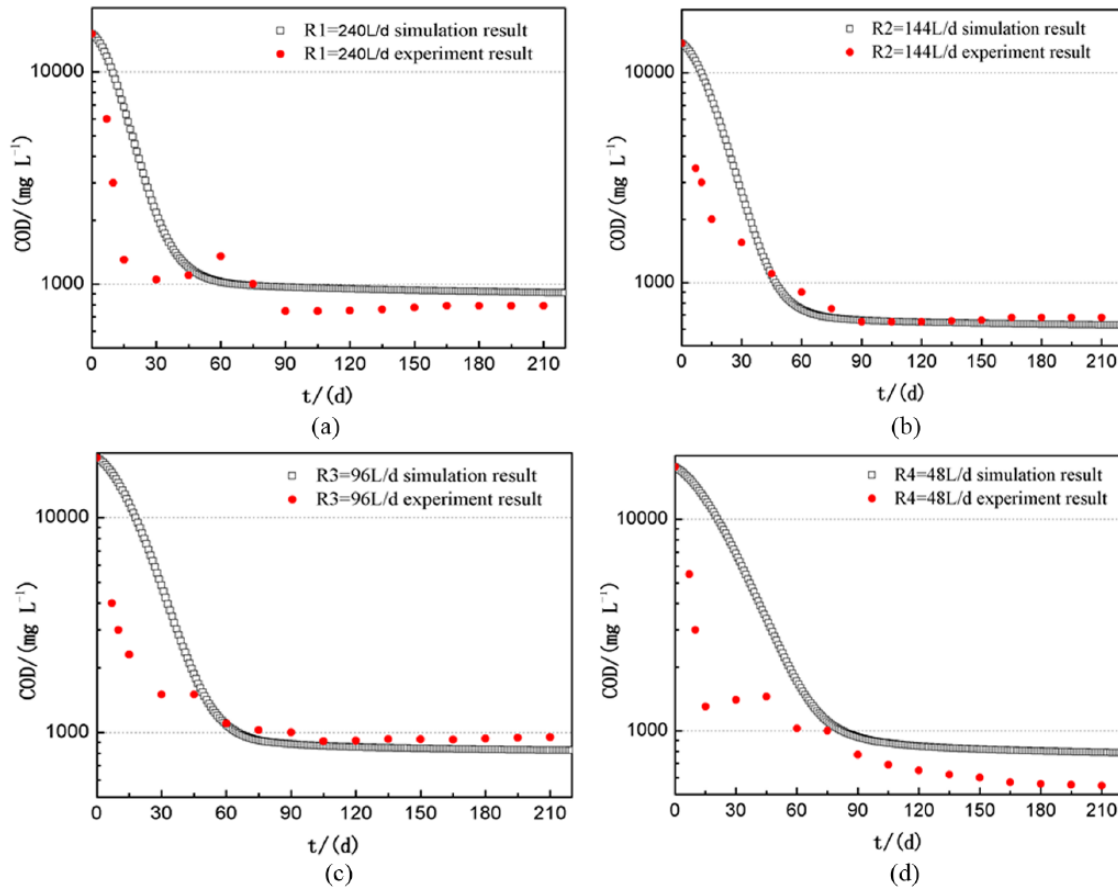 R1=240L/d simulation result
R1=240L/d experiment result
10000
1000
COD/(mg L⁻¹)
0 30 60 90 120 150 180 210
t/(d)
(a)
R2=144L/d simulation result
R2=144L/d experiment result
10000
1000
COD/(mg L⁻¹)
0 30 60 90 120 150 180 210
t/(d)
(b)
R3=96L/d simulation result
R3=96L/d experiment result
10000
1000
COD/(mg L⁻¹)
0 30 60 90 120 150 180 210
t/(d)
(c)
R4=48L/d simulation result
R4=48L/d experiment result
10000
1000
COD/(mg L⁻¹)
0 30 60 90 120 150 180 210
t/(d)
(d)